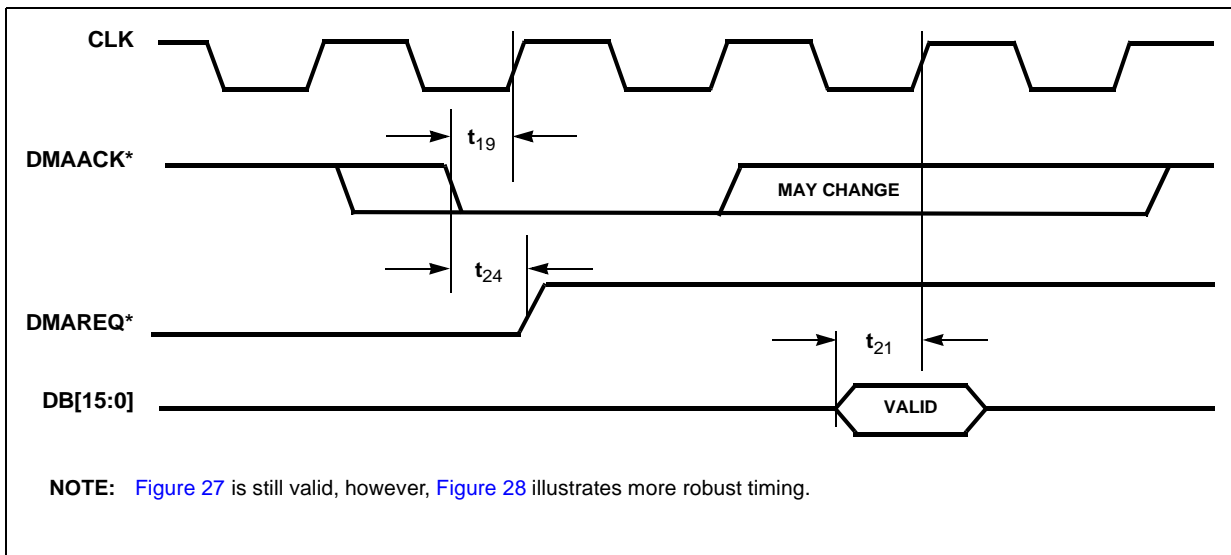 CLK
t19
DMAACK*
MAY CHANGE
t24
DMAREQ*
t21
DB[15:0]
VALID
NOTE: Figure 27 is still valid, however, Figure 28 illustrates more robust timing.